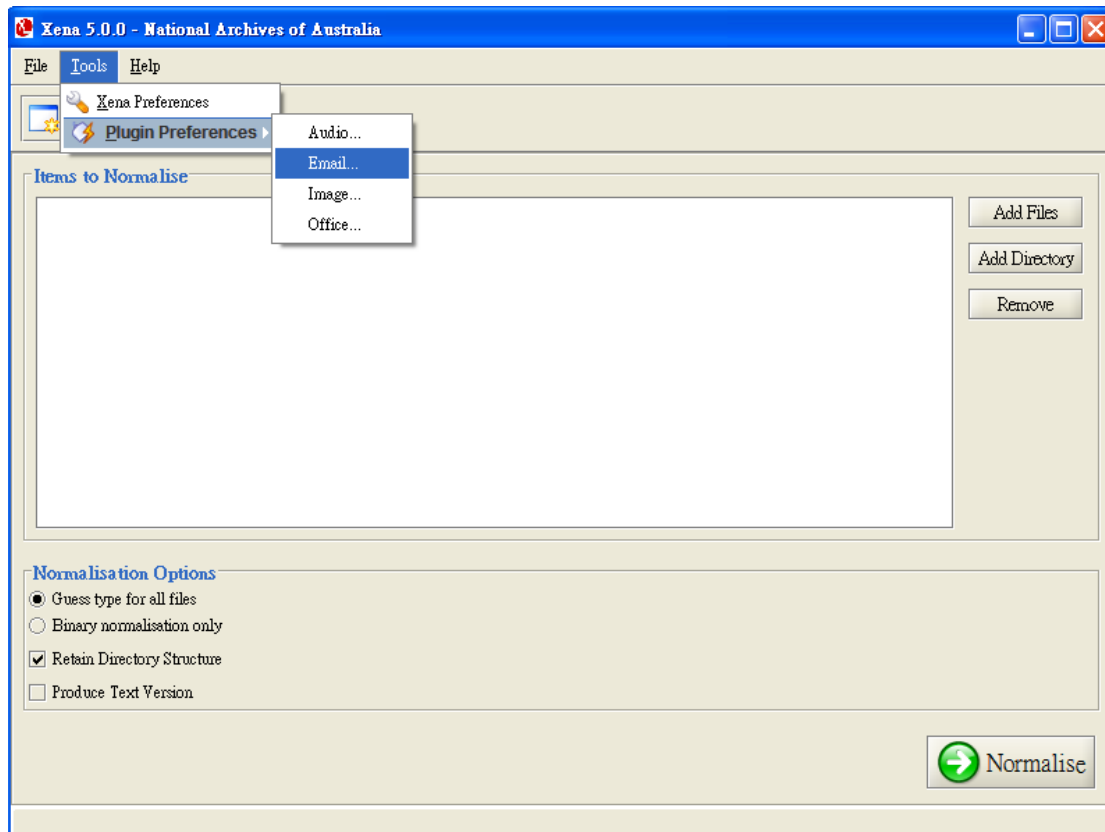 Xena 5.0.0 - National Archives of Australia
File Tools Help
Xena Preferences
Plugin Preferences
Audio...
Email...
Image...
Office...
Items to Normalise
Add Files
Add Directory
Remove
Normalisation Options
Guess type for all files
Binary normalisation only
Retain Directory Structure
Produce Text Version
Normalise